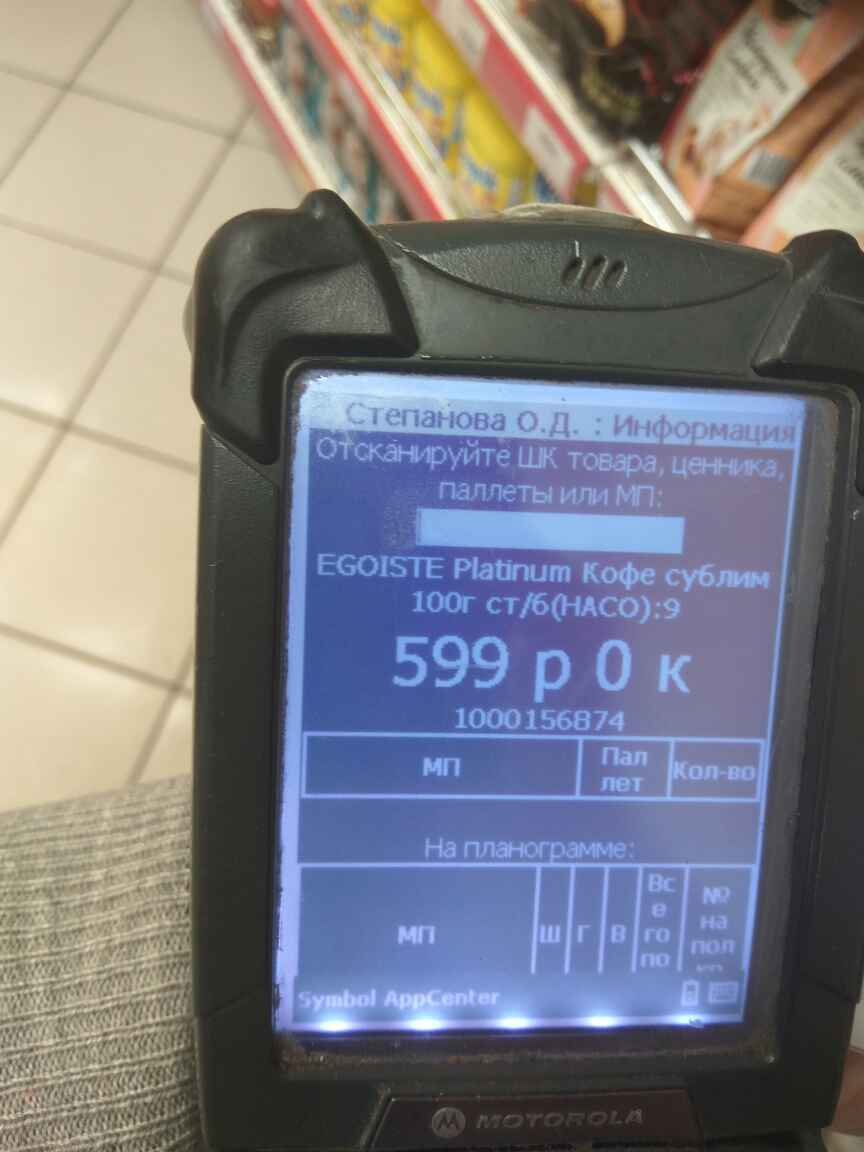 Степанова О.Д. : Информация
Отсканируйте ШК товара, ценника,
паллеты или МП:
EGOISTE Platinum Кофе сублим
100г ст/б(НАСО):9
599 р 0 к
1000156874
МП
Пал
лет
Кол-во
На планограмме:
МП
Ш
Г
В
Вс
е
го
по
№
на
пол
Symbol AppCenter
MOTOROLA